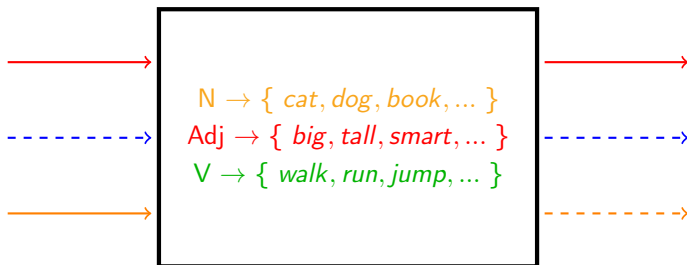 N → { cat, dog, book, ... }
Adj → { big, tall, smart, ... }
V → { walk, run, jump, ... }